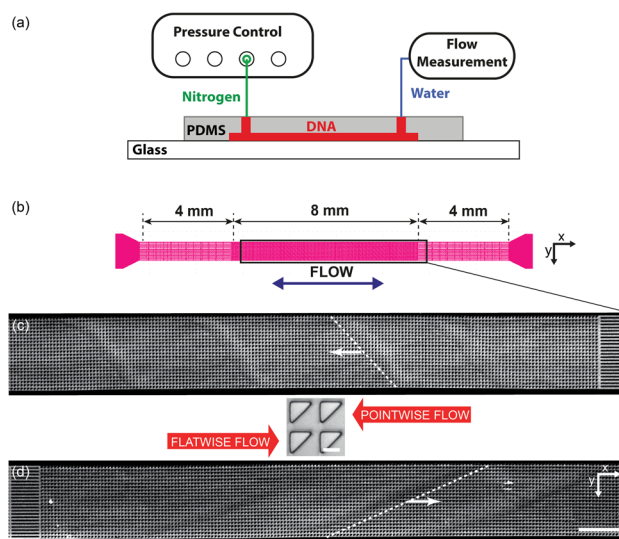 (a)
Pressure Control
Flow
Measurement
Nitrogen
Water
PDMS
DNA
Glass
(b)
4 mm
8 mm
4 mm
x
y
FLOW
(c)
POINTWISE FLOW
FLATWISE FLOW
(d)
x
y